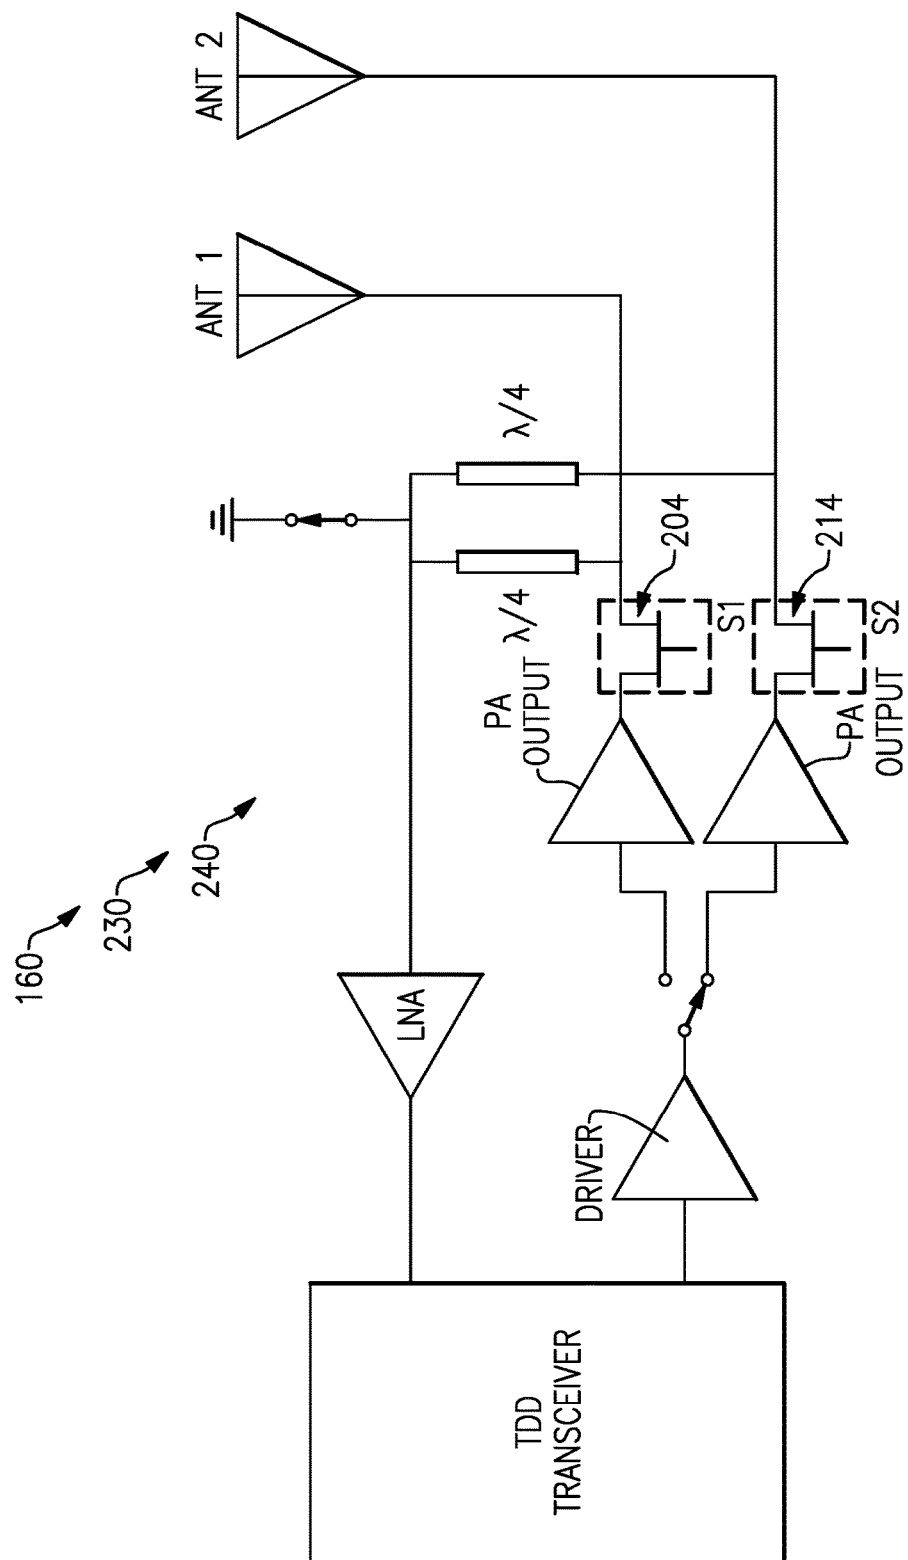 160
230
240
ANT 1
ANT 2
λ/4
λ/4
LNA
PA
OUTPUT
204
S1
214
S2
PA
OUTPUT
DRIVER
TDD
TRANSCEIVER